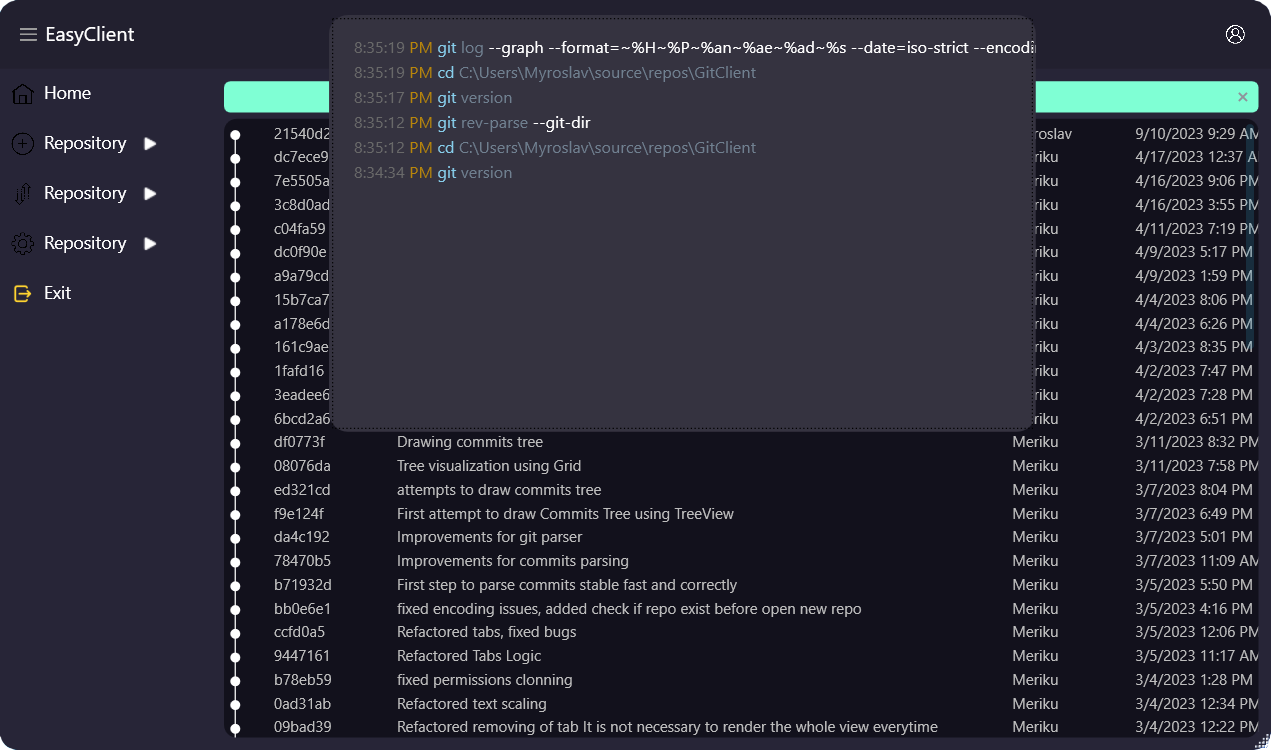 EasyClient
Home
Repository
Repository
Repository
Exit
8:35:19 PM git log --graph --format=~%H~%P~%an~%ae~%ad~%s --date=iso-strict --encodi
8:35:19 PM cd C:\Users\Myroslav\source\repos\GitClient
8:35:17 PM git version
8:35:12 PM git rev-parse --git-dir
8:35:12 PM cd C:\Users\Myroslav\source\repos\GitClient
8:34:34 PM git version
21540d2 roslav 9/10/2023 9:29 AM
dc7ece9 riku 4/17/2023 12:37 A
7e5505a riku 4/16/2023 9:06 PM
3c8d0ad riku 4/16/2023 3:55 PM
c04fa59 riku 4/11/2023 7:19 PM
dc0f90e riku 4/9/2023 5:17 PM
a9a79cd riku 4/9/2023 1:59 PM
15b7ca7 riku 4/4/2023 8:06 PM
a178e6d riku 4/4/2023 6:26 PM
161c9ae riku 4/3/2023 8:35 PM
1fafd16 riku 4/2/2023 7:47 PM
3eadee6 riku 4/2/2023 7:28 PM
6bcd2a6 riku 4/2/2023 6:51 PM
df0773f Drawing commits tree Meriku 3/11/2023 8:32 PM
08076da Tree visualization using Grid Meriku 3/11/2023 7:58 PM
ed321cd attempts to draw commits tree Meriku 3/7/2023 8:04 PM
f9e124f First attempt to draw Commits Tree using TreeView Meriku 3/7/2023 6:49 PM
da4c192 Improvements for git parser Meriku 3/7/2023 5:01 PM
78470b5 Improvements for commits parsing Meriku 3/7/2023 11:09 AM
b71932d First step to parse commits stable fast and correctly Meriku 3/5/2023 5:50 PM
bb0e6e1 fixed encoding issues, added check if repo exist before open new repo Meriku 3/5/2023 4:16 PM
ccfd0a5 Refactored tabs, fixed bugs Meriku 3/5/2023 12:06 PM
9447161 Refactored Tabs Logic Meriku 3/5/2023 11:17 AM
b78eb59 fixed permissions clonning Meriku 3/4/2023 1:28 PM
0ad31ab Refactored text scaling Meriku 3/4/2023 12:34 PM
09bad39 Refactored removing of tab It is not necessary to render the whole view everytime Meriku 3/4/2023 12:22 PM